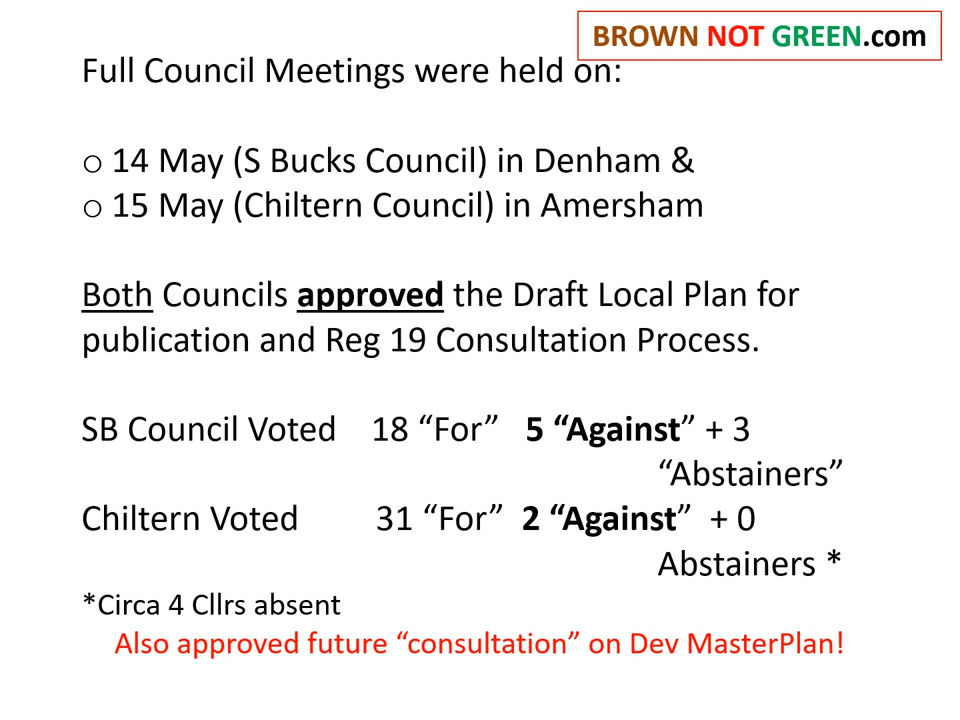 BROWN NOT GREEN.com
Full Council Meetings were held on:
o 14 May (S Bucks Council) in Denham &
o 15 May (Chiltern Council) in Amersham
Both Councils approved the Draft Local Plan for
publication and Reg 19 Consultation Process.
SB Council Voted 18 “For” 5 “Against” + 3
“Abstainers”
Chiltern Voted 31 “For” 2 “Against” + 0
Abstainers *
*Circa 4 Cllrs absent
Also approved future “consultation” on Dev MasterPlan!